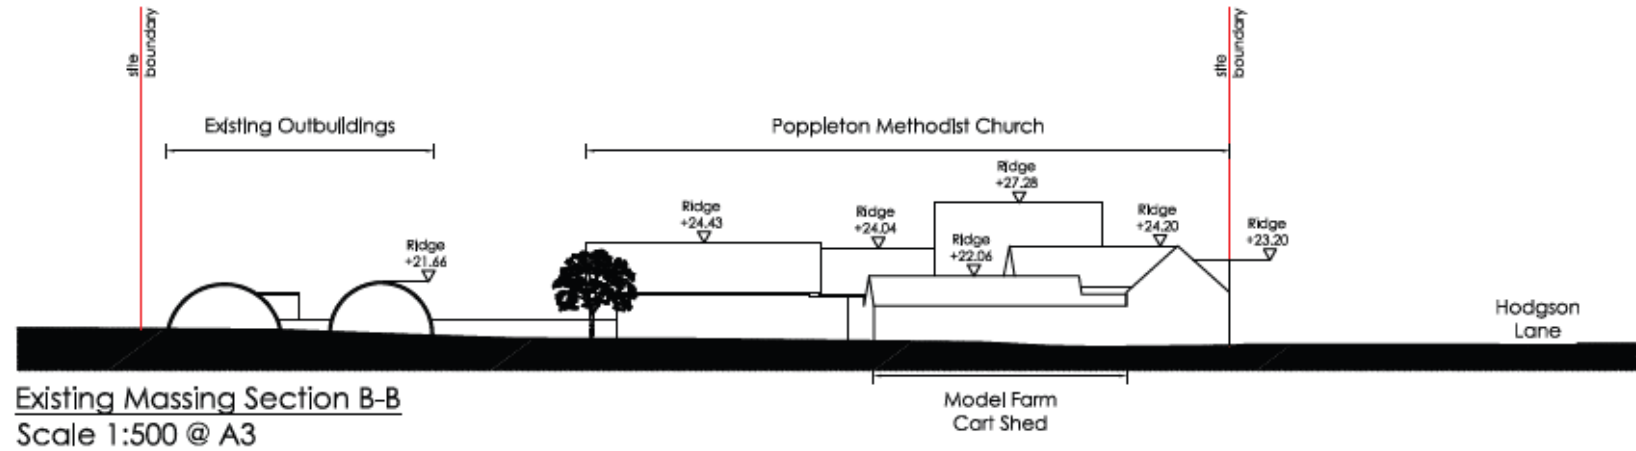 site
boundary
site
boundary
Existing Outbuildings
Poppleton Methodist Church
Ridge
+27.28
Ridge
+24.43
Ridge
+24.04
Ridge
+24.20
Ridge
+23.20
Ridge
+22.06
Ridge
+21.66
Hodgson
Lane
Model Farm
Cart Shed
Existing Massing Section B-B
Scale 1:500 @ A3